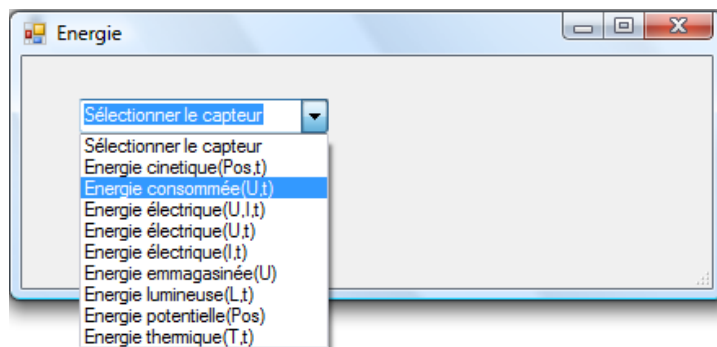 Energie
Sélectionner le capteur
Sélectionner le capteur
Energie cinetique(Pos,t)
Energie consommée(U,t)
Energie électrique(U,I,t)
Energie électrique(U,t)
Energie électrique(I,t)
Energie emmagasinée(U)
Energie lumineuse(L,t)
Energie potentielle(Pos)
Energie thermique(T,t)